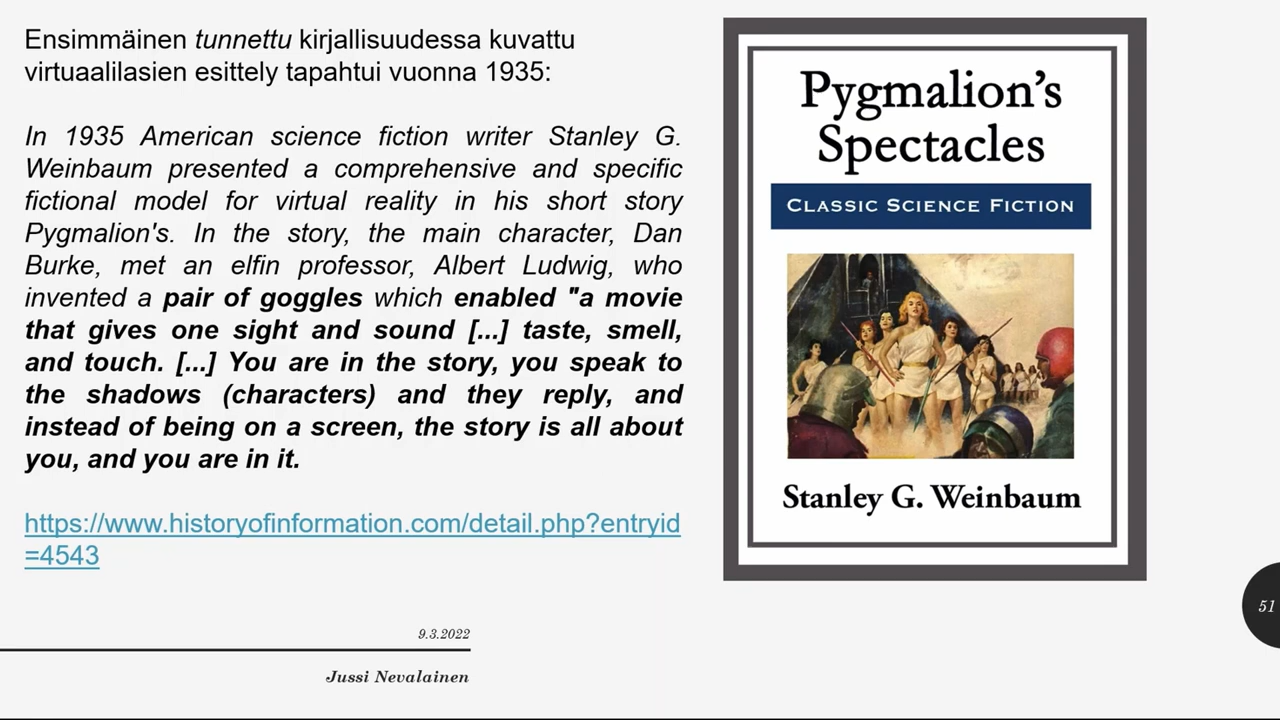 Ensimmäinen tunnettu kirjallisuudessa kuvattu
virtuaalilasien esittely tapahtui vuonna 1935:
In 1935 American science fiction writer Stanley G.
Weinbaum presented a comprehensive and specific
fictional model for virtual reality in his short story
Pygmalion's. In the story, the main character, Dan
Burke, met an elfin professor, Albert Ludwig, who
invented a pair of goggles which enabled "a movie
that gives one sight and sound [...] taste, smell,
and touch. [...] You are in the story, you speak to
the shadows (characters) and they reply, and
instead of being on a screen, the story is all about
you, and you are in it.
https://www.historyofinformation.com/detail.php?entryid
=4543
Pygmalion’s
Spectacles
CLASSIC SCIENCE FICTION
Stanley G. Weinbaum
9.3.2022
Jussi Nevalainen
51